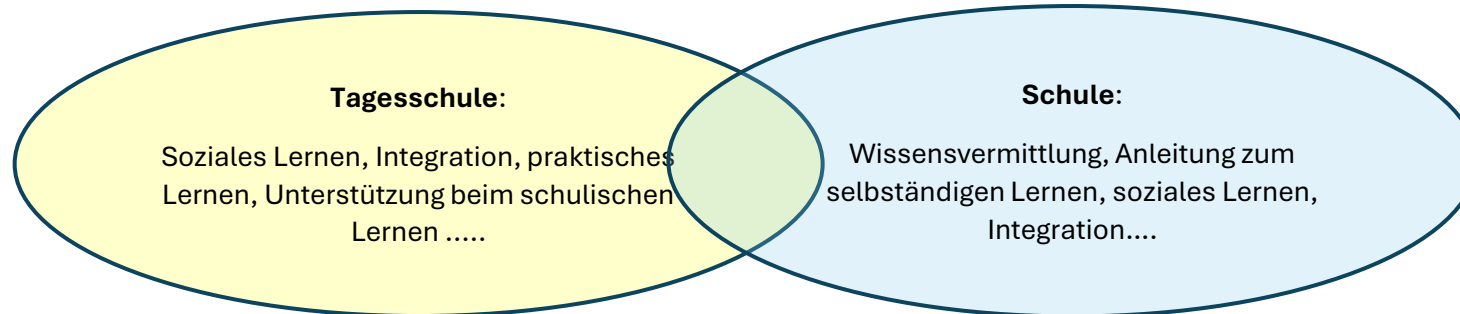 Tagesschule:
Soziales Lernen, Integration, praktisches
Lernen, Unterstützung beim schulischen
Lernen .....
Schule:
Wissensvermittlung, Anleitung zum
selbständigen Lernen, soziales Lernen,
Integration....